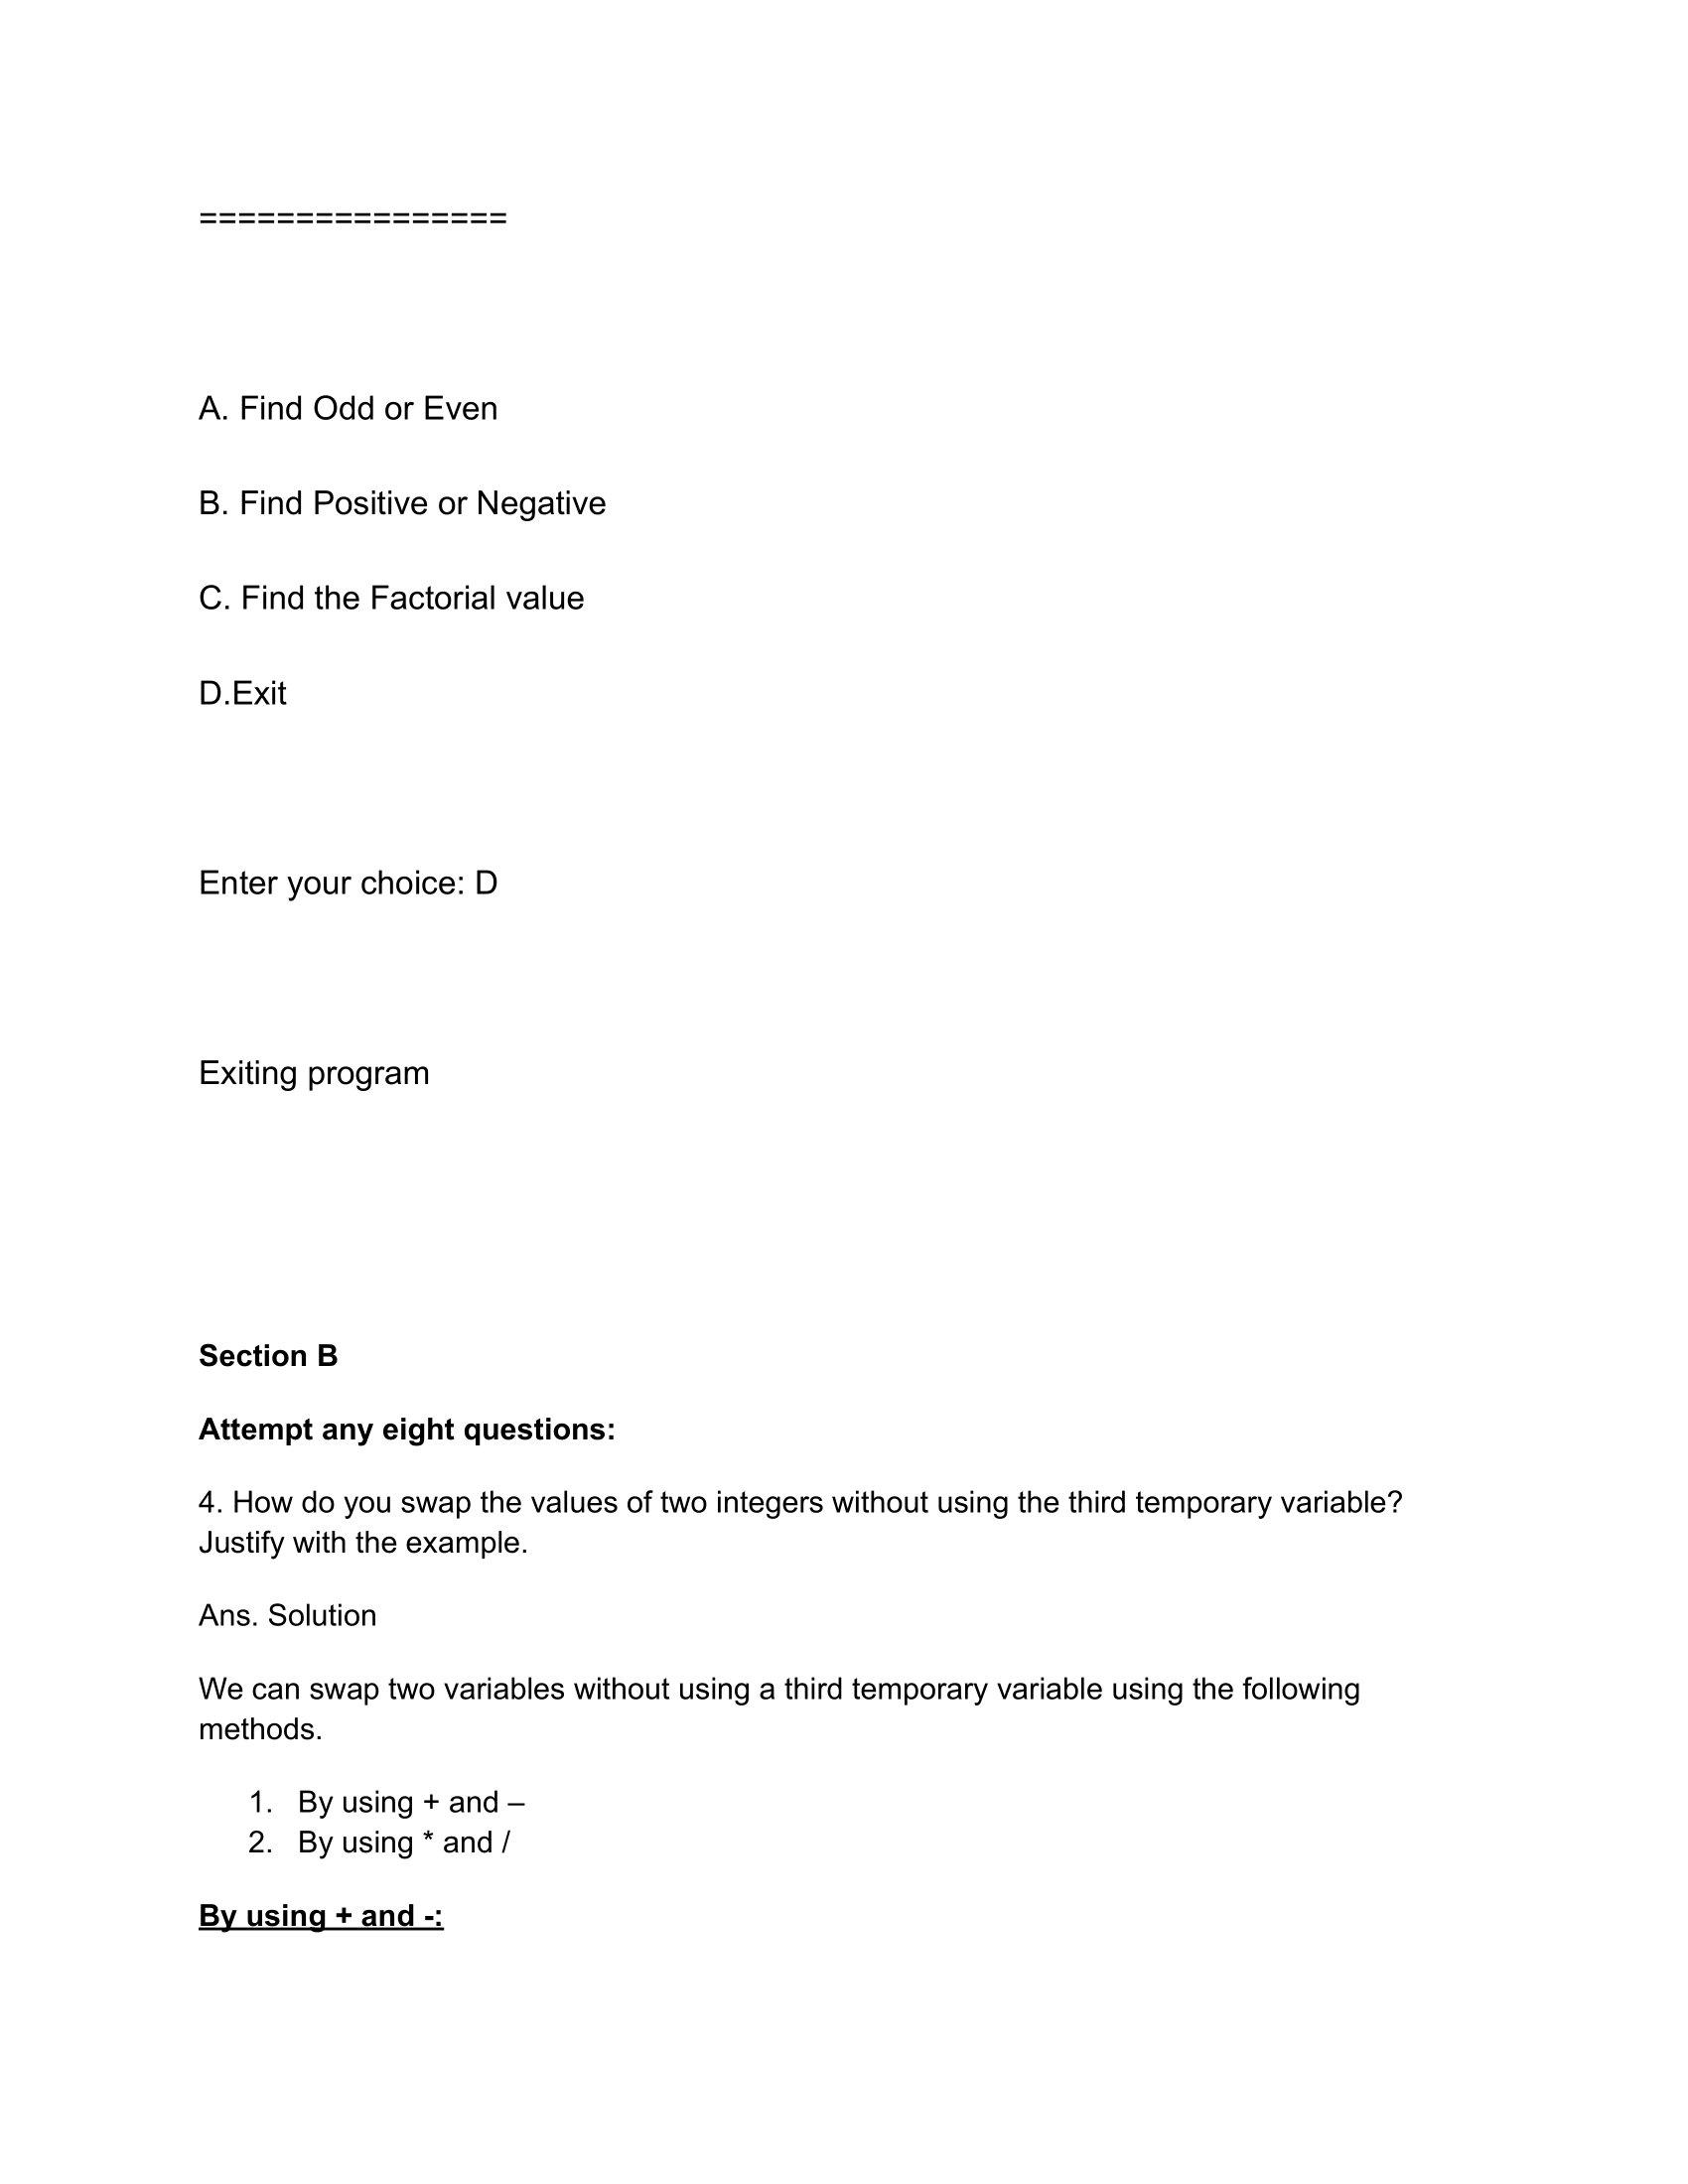 ================
A. Find Odd or Even
B. Find Positive or Negative
C. Find the Factorial value
D.Exit
Enter your choice: D
Exiting program
Section B
Attempt any eight questions:
4. How do you swap the values of two integers without using the third temporary variable?
Justify with the example.
Ans. Solution
We can swap two variables without using a third temporary variable using the following
methods.
1. By using + and –
2. By using * and /
By using + and -: